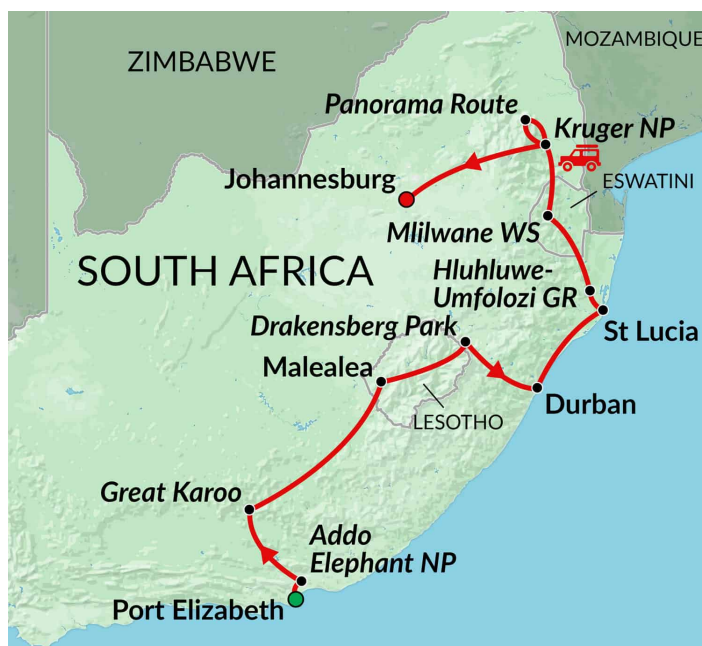 MOZAMBIQUE
ZIMBABWE
Panorama Route
Kruger NP
Johannesburg
ESWATINI
Mlilwane WS
SOUTH AFRICA
Hluhluwe-
Umfolozi GR
Drakensberg Park
St Lucia
Malealea
Durban
LESOTHO
Great Karoo
Addo
Elephant NP
Port Elizabeth